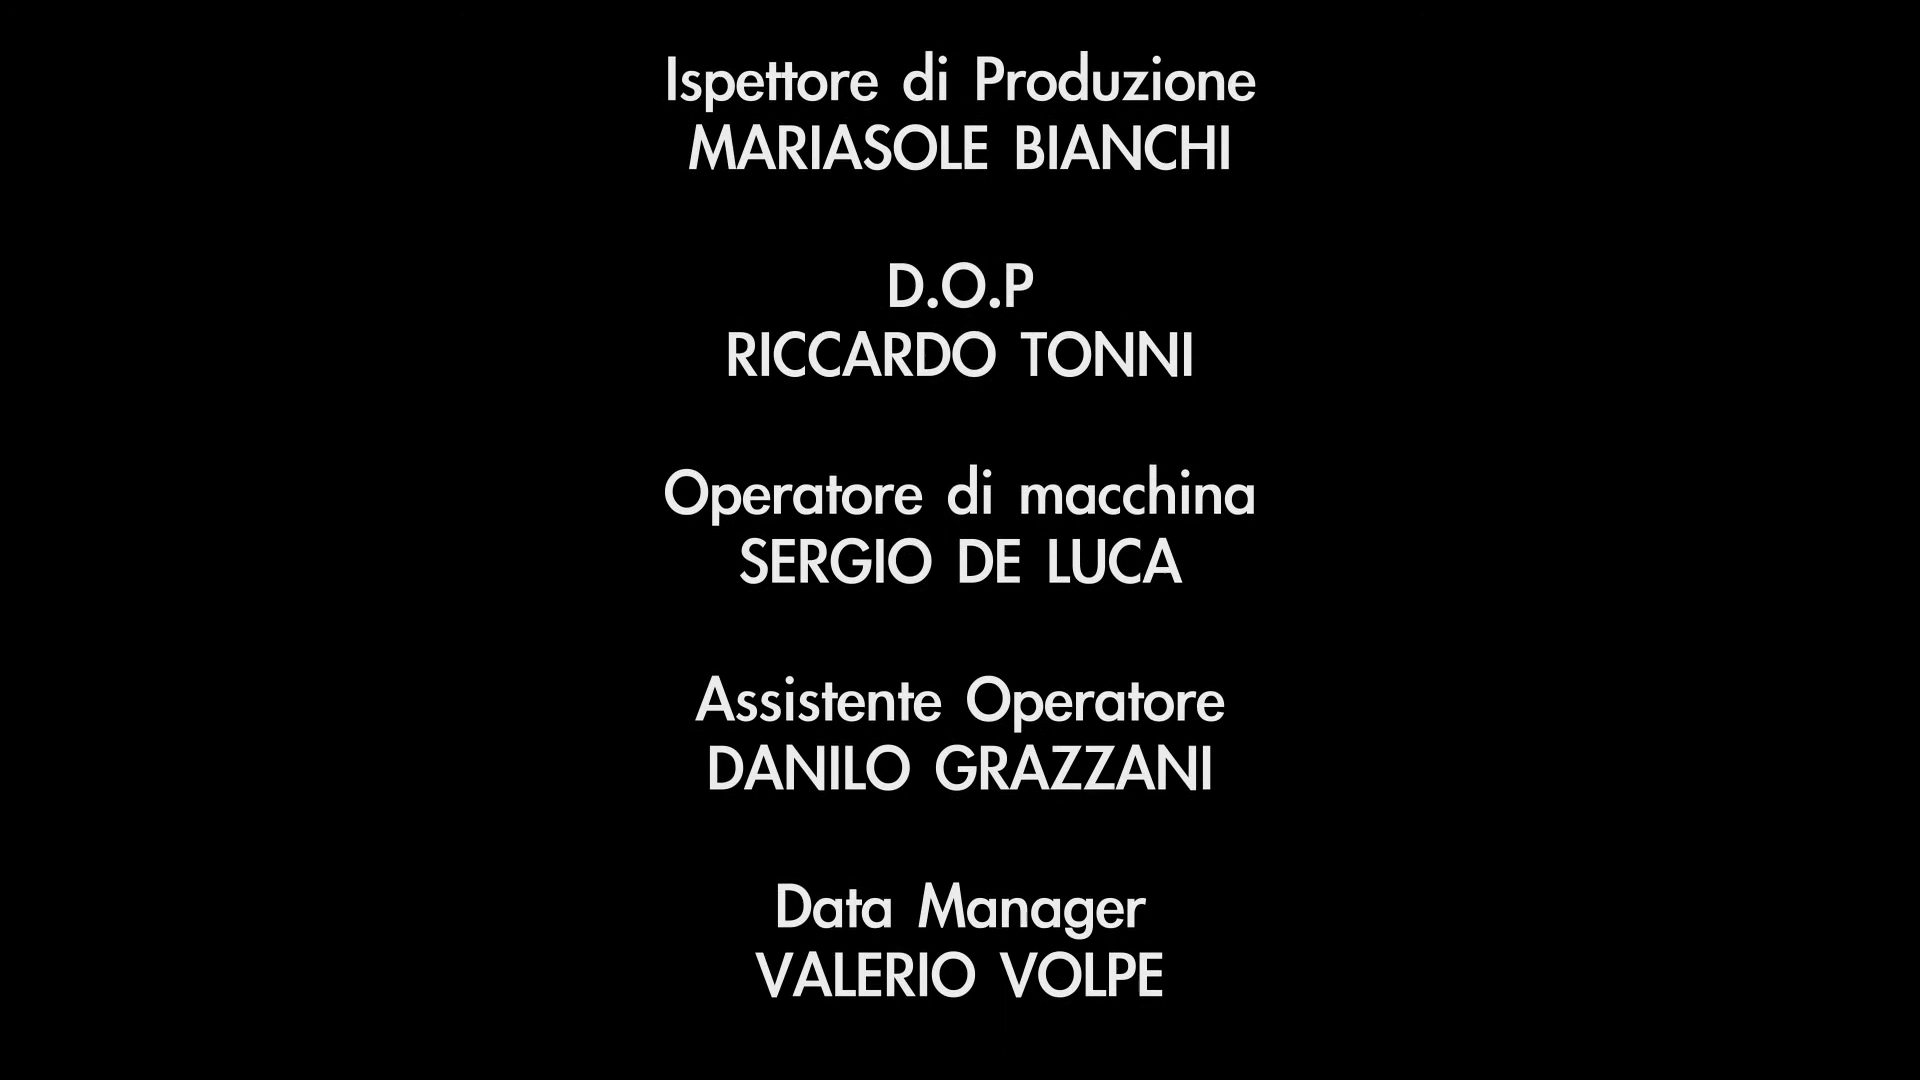 Ispettore di Produzione
MARIASOLE BIANCHI
D.O.P
RICCARDO TONNI
Operatore di macchina
SERGIO DE LUCA
Assistente Operatore
DANILO GRAZZANI
Data Manager
VALERIO VOLPE